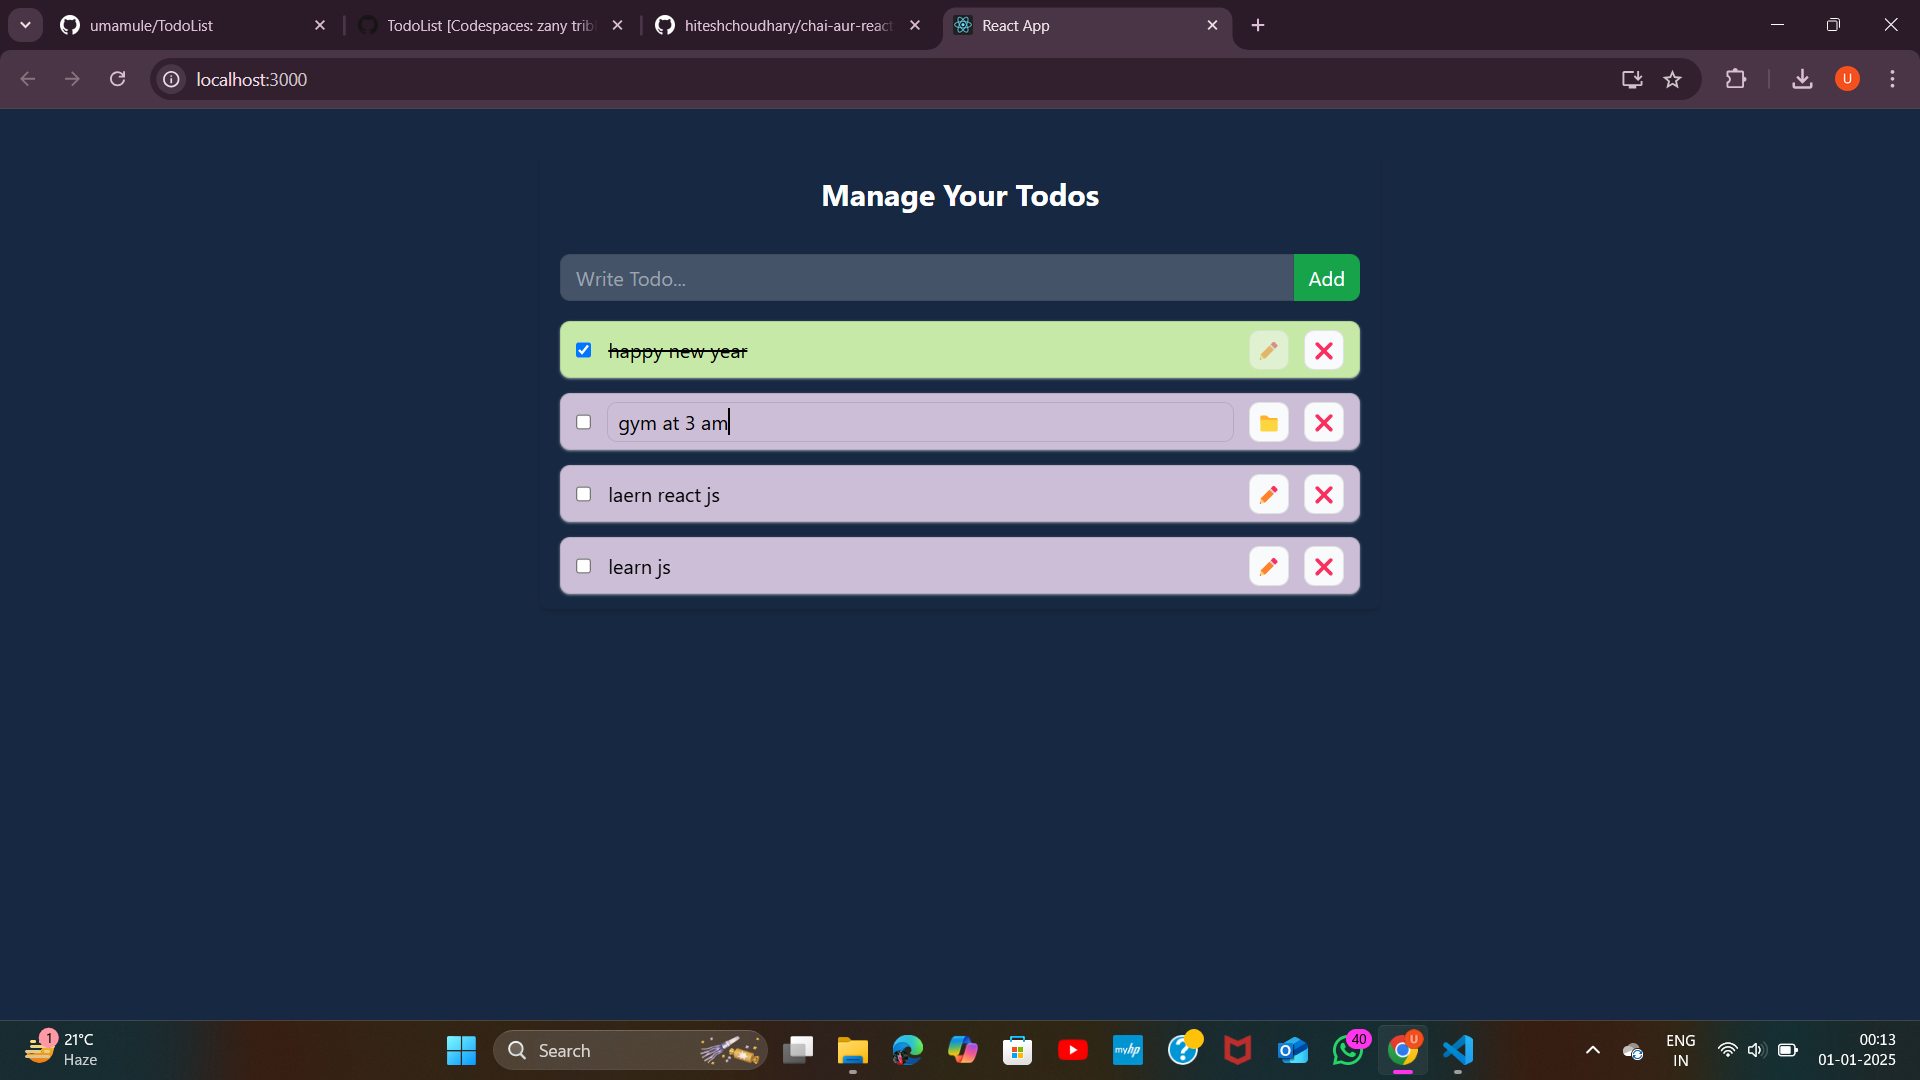 umamule/TodoList
TodoList [Codespaces: zany trib
hiteshchoudhary/chai-aur-react
React App
localhost:3000
U
Manage Your Todos
Write Todo...
Add
happy new year
gym at 3 am
laern react js
learn js
1
21°C
Haze
Search
myhp
40
U
ENG
IN
00:13
01-01-2025